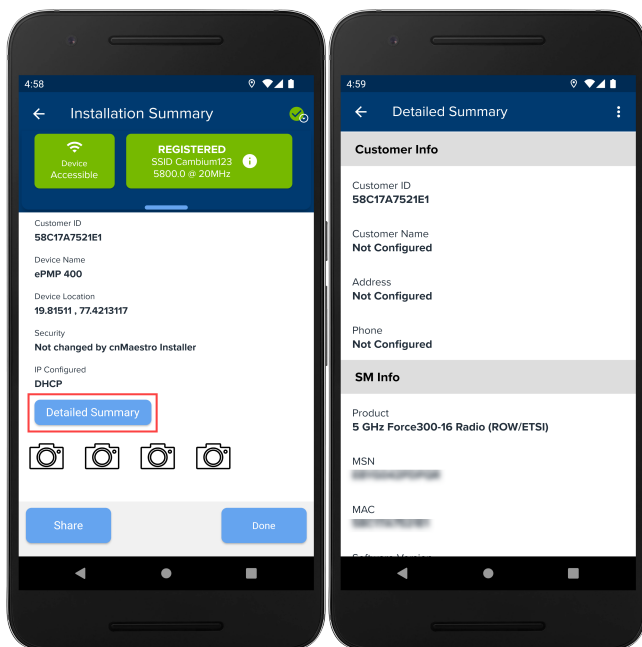 4:58
Installation Summary
Device
Accessible
REGISTERED
SSID Cambium123
5800.0 @ 20MHz
Customer ID
58C17A7521E1
Device Name
ePMP 400
Device Location
19.81511 , 77.4213117
Security
Not changed by cnMaestro Installer
IP Configured
DHCP
Detailed Summary
Share
Done
4:59
Detailed Summary
Customer Info
Customer ID
58C17A7521E1
Customer Name
Not Configured
Address
Not Configured
Phone
Not Configured
SM Info
Product
5 GHz Force300-16 Radio (ROW/ETSI)
MSN
MAC
Software Version